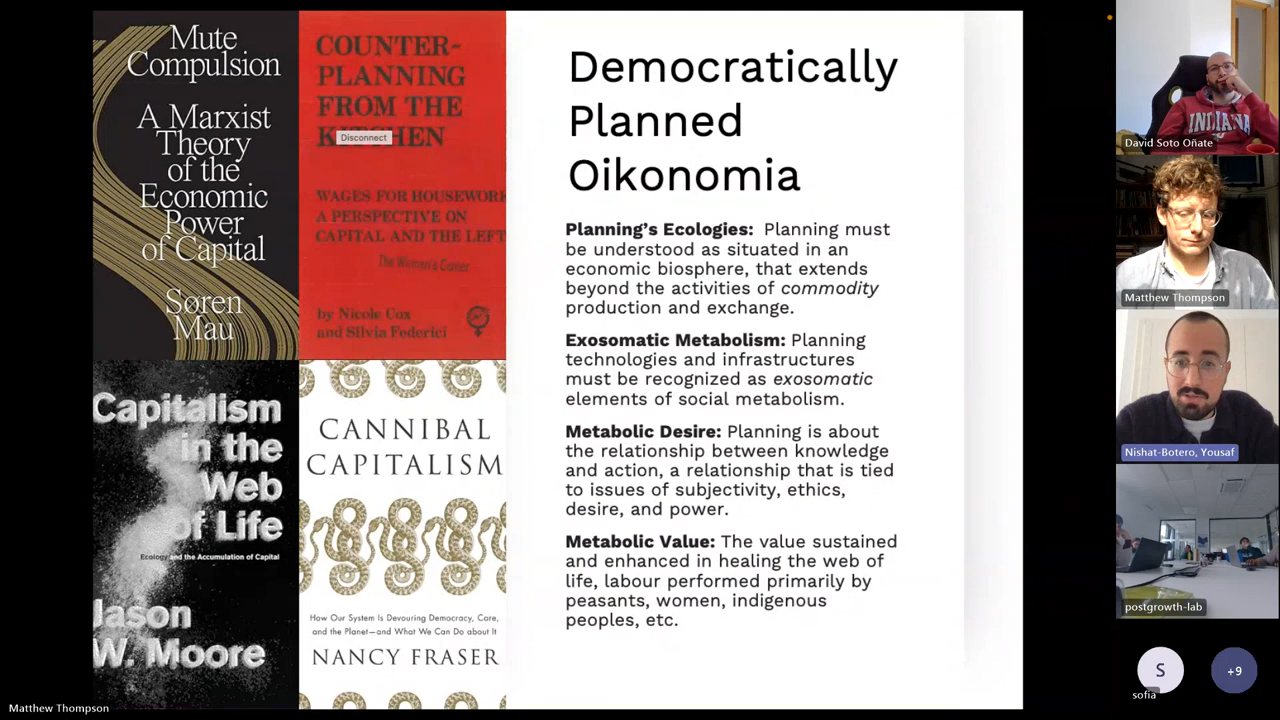 Mute
Compulsion
A Marxist
Theory
of the
Economic
Power
of Capital
Søren
Mau
COUNTER-
PLANNING
FROM THE
KITCHEN
Disconnect
WAGES FOR HOUSEWORK
A PERSPECTIVE ON
CAPITAL AND THE LEFT
The Women's Center
by Nicole Cox
and Silvia Federici
Capitalism
in the
Web
of Life
Ecology and the Accumulation of Capital
Jason
W. Moore
CANNIBAL
CAPITALISM
How Our System Is Devouring Democracy, Care,
and the Planet—and What We Can Do about It
NANCY FRASER
Democratically
Planned
Oikonomia
Planning's Ecologies: Planning must
be understood as situated in an
economic biosphere, that extends
beyond the activities of commodity
production and exchange.
Exosomatic Metabolism: Planning
technologies and infrastructures
must be recognized as exosomatic
elements of social metabolism.
Metabolic Desire: Planning is about
the relationship between knowledge
and action, a relationship that is tied
to issues of subjectivity, ethics,
desire, and power.
Metabolic Value: The value sustained
and enhanced in healing the web of
life, labour performed primarily by
peasants, women, indigenous
peoples, etc.
INDIANA
David Soto Oñate
Matthew Thompson
Nishat-Botero, Yousaf
postgrowth-lab
S
sofia
+9
Matthew Thompson